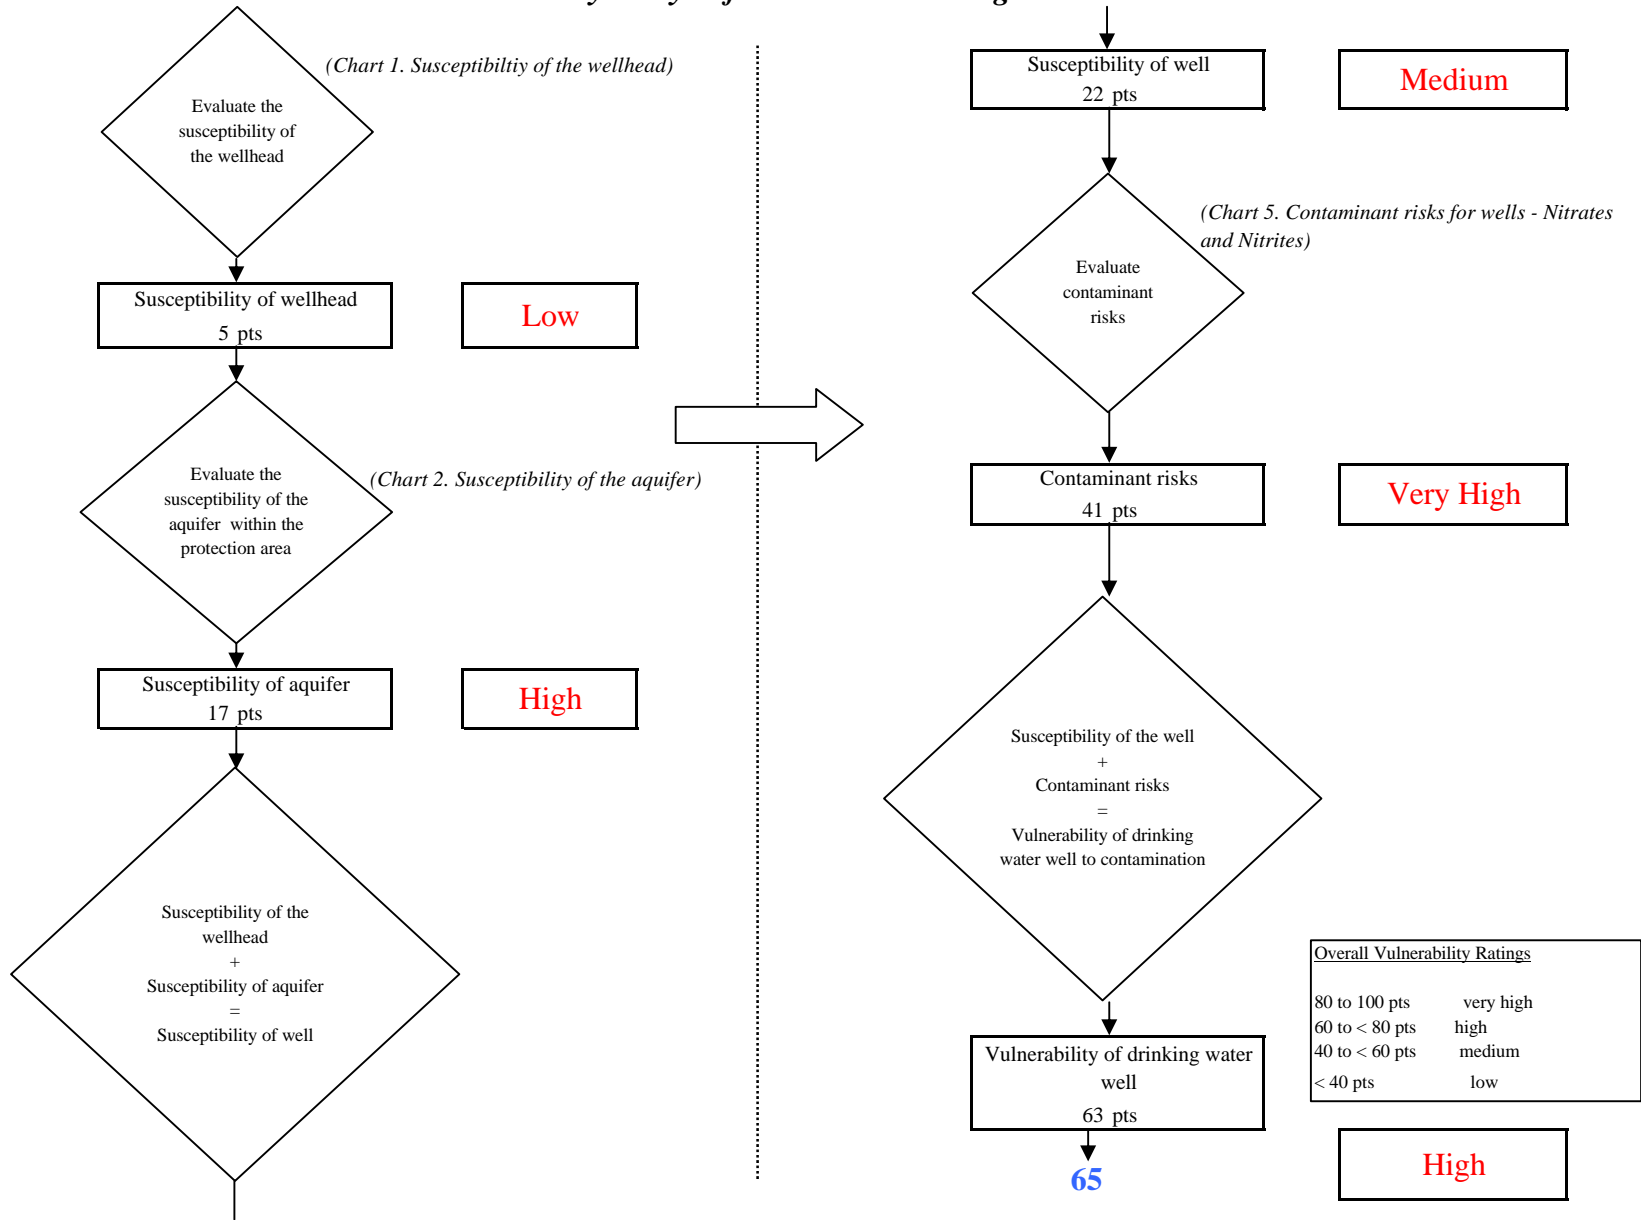 (Chart 1. Susceptibiltiy of the wellhead)
Evaluate the
susceptibility of
the wellhead
Susceptibility of wellhead
5 pts
Low
(Chart 2. Susceptibility of the aquifer)
Evaluate the
susceptibility of the
aquifer within the
protection area
Susceptibility of aquifer
17 pts
High
Susceptibility of the
wellhead
+
Susceptibility of aquifer
=
Susceptibility of well
Susceptibility of well
22 pts
Medium
(Chart 5. Contaminant risks for wells - Nitrates
and Nitrites)
Evaluate
contaminant
risks
Contaminant risks
41 pts
Very High
Susceptibility of the well
+
Contaminant risks
=
Vulnerability of drinking
water well to contamination
Overall Vulnerability Ratings
80 to 100 pts very high
60 to < 80 pts high
40 to < 60 pts medium
< 40 pts low
Vulnerability of drinking water
well
63 pts
65
High